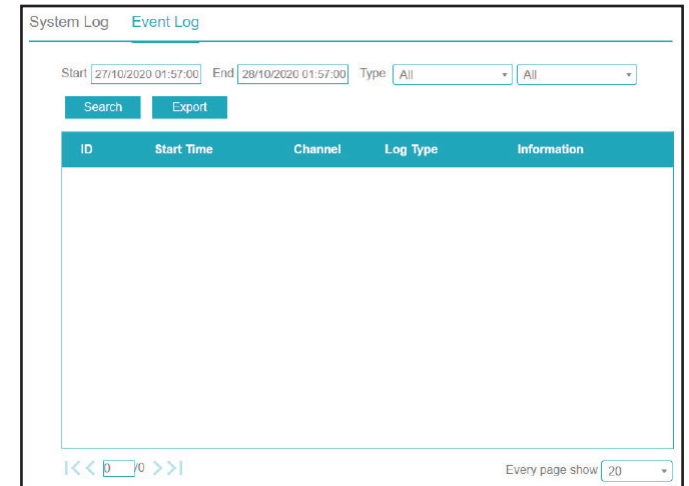 System Log Event Log
Start 27/10/2020 01:57:00 End 28/10/2020 01:57:00 Type All All
Search Export
ID Start Time Channel Log Type Information
0 /0 Every page show 20